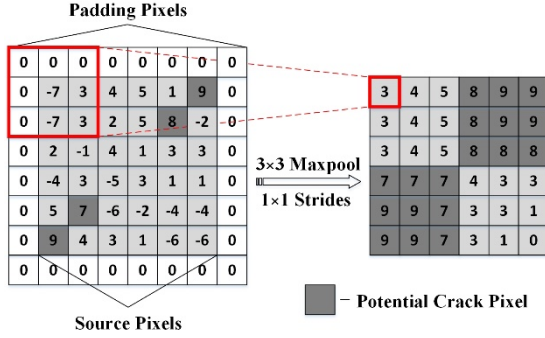 Padding Pixels
0 0 0 0 0 0 0 0
0 -7 3 4 5 1 9 0
0 -7 3 2 5 8 -2 0
0 2 -1 4 1 3 3 0
0 -4 3 -5 3 1 1 0
0 5 7 -6 -2 -4 -4 0
0 9 4 3 1 -6 -6 0
0 0 0 0 0 0 0 0
Source Pixels
3×3 Maxpool
1×1 Strides
3 4 5 8 9 9
3 4 5 8 9 9
3 4 5 8 8 8
7 7 7 4 3 3
9 9 7 3 3 1
9 9 7 3 1 0
– Potential Crack Pixel